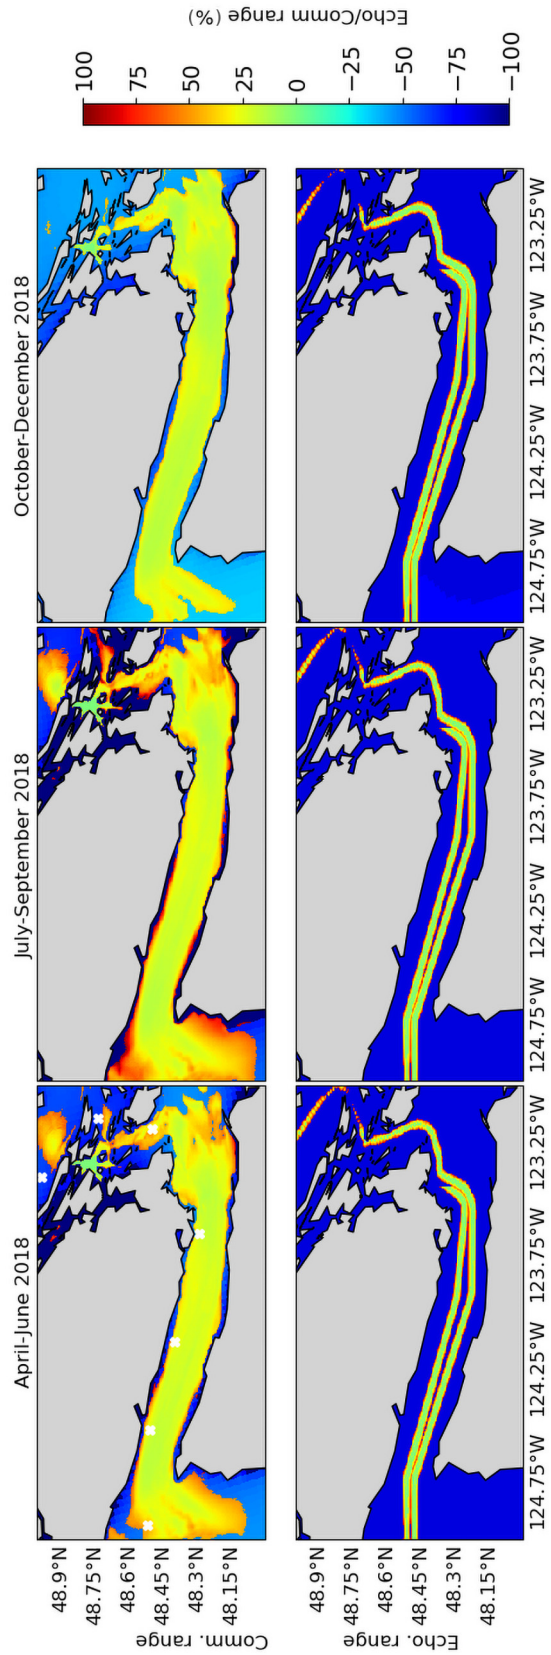 April-June 2018
July-September 2018
October-December 2018
48.9°N
48.75°N
48.6°N
48.45°N
48.3°N
48.15°N
Comm. range
48.9°N
48.75°N
48.6°N
48.45°N
48.3°N
48.15°N
Echo. range
124.75°W 124.25°W 123.75°W 123.25°W
124.75°W 124.25°W 123.75°W 123.25°W
124.75°W 124.25°W 123.75°W 123.25°W
100
75
50
25
0
−25
−50
−75
−100
Echo/Comm range (%)